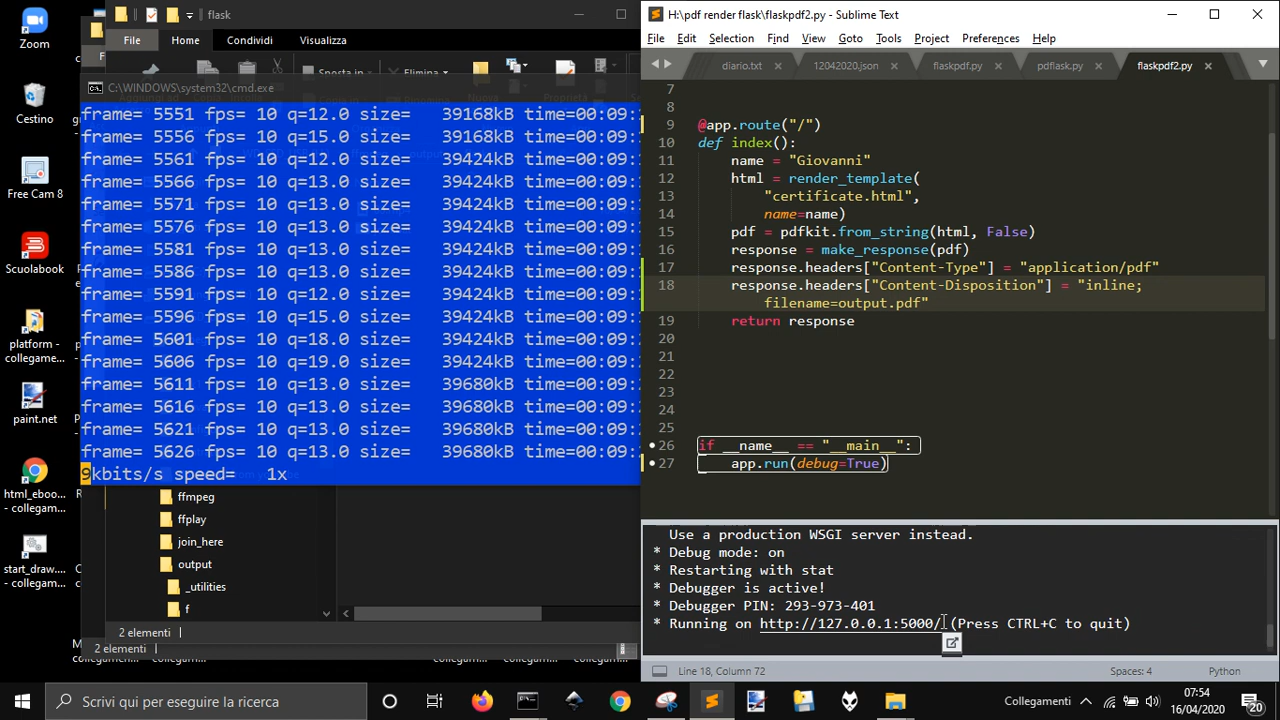 Zoom
Cestino
Free Cam 8
Scuolabook
platform -
collegame...
paint.net
html_eboo...
- collegam...
start_draw...
- collegam...
flask
File
Home
Condividi
Visualizza
C:\WINDOWS\system32\cmd.exe
frame= 5551 fps= 10 q=12.0 size=   39168kB time=00:09:
frame= 5556 fps= 10 q=15.0 size=   39168kB time=00:09:
frame= 5561 fps= 10 q=12.0 size=   39424kB time=00:09:
frame= 5566 fps= 10 q=13.0 size=   39424kB time=00:09:
frame= 5571 fps= 10 q=13.0 size=   39424kB time=00:09:
frame= 5576 fps= 10 q=13.0 size=   39424kB time=00:09:
frame= 5581 fps= 10 q=13.0 size=   39424kB time=00:09:
frame= 5586 fps= 10 q=13.0 size=   39424kB time=00:09:
frame= 5591 fps= 10 q=12.0 size=   39424kB time=00:09:
frame= 5596 fps= 10 q=15.0 size=   39424kB time=00:09:
frame= 5601 fps= 10 q=18.0 size=   39424kB time=00:09:
frame= 5606 fps= 10 q=19.0 size=   39424kB time=00:09:
frame= 5611 fps= 10 q=13.0 size=   39680kB time=00:09:
frame= 5616 fps= 10 q=13.0 size=   39680kB time=00:09:
frame= 5621 fps= 10 q=13.0 size=   39680kB time=00:09:
frame= 5626 fps= 10 q=13.0 size=   39680kB time=00:09:
9kbits/s speed=   1x
ffmpeg
ffplay
join_here
output
_utilities
f
2 elementi
2 elementi
H:\pdf render flask\flaskpdf2.py - Sublime Text
File Edit Selection Find View Goto Tools Project Preferences Help
diario.txt
12042020.json
flaskpdf.py
pdflask.py
flaskpdf2.py
7
8
9 @app.route("/")
10 def index():
11     name = "Giovanni"
12     html = render_template(
13         "certificate.html",
14         name=name)
15     pdf = pdfkit.from_string(html, False)
16     response = make_response(pdf)
17     response.headers["Content-Type"] = "application/pdf"
18     response.headers["Content-Disposition"] = "inline;
        filename=output.pdf"
19     return response
20
21
22
23
24
25
26 if __name__ == "__main__":
27     app.run(debug=True)
Use a production WSGI server instead.
* Debug mode: on
* Restarting with stat
* Debugger is active!
* Debugger PIN: 293-973-401
* Running on http://127.0.0.1:5000/ (Press CTRL+C to quit)
Line 18, Column 72
Spaces: 4
Python
Scrivi qui per eseguire la ricerca
Collegamenti
07:54
16/04/2020
20